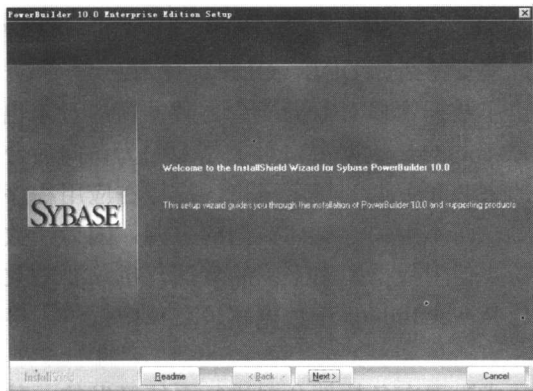 PowerBuilder 10.0 Enterprise Edition Setup
Welcome to the InstallShield Wizard for Sybase PowerBuilder 10.0
SYBASE
This setup wizard guides you through the installation of PowerBuilder 10.0 and supporting products
Readme
< Back
Next >
Cancel